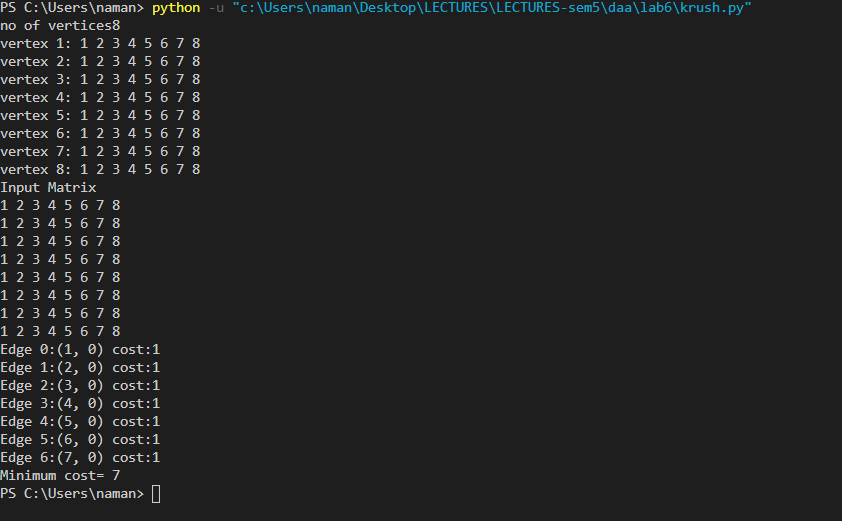 PS C:\Users\naman> python -u "c:\Users\naman\Desktop\LECTURES\LECTURES-sem5\daa\lab6\krush.py"
no of vertices8
vertex 1: 1 2 3 4 5 6 7 8
vertex 2: 1 2 3 4 5 6 7 8
vertex 3: 1 2 3 4 5 6 7 8
vertex 4: 1 2 3 4 5 6 7 8
vertex 5: 1 2 3 4 5 6 7 8
vertex 6: 1 2 3 4 5 6 7 8
vertex 7: 1 2 3 4 5 6 7 8
vertex 8: 1 2 3 4 5 6 7 8
Input Matrix
1 2 3 4 5 6 7 8
1 2 3 4 5 6 7 8
1 2 3 4 5 6 7 8
1 2 3 4 5 6 7 8
1 2 3 4 5 6 7 8
1 2 3 4 5 6 7 8
1 2 3 4 5 6 7 8
1 2 3 4 5 6 7 8
Edge 0:(1, 0) cost:1
Edge 1:(2, 0) cost:1
Edge 2:(3, 0) cost:1
Edge 3:(4, 0) cost:1
Edge 4:(5, 0) cost:1
Edge 5:(6, 0) cost:1
Edge 6:(7, 0) cost:1
Minimum cost= 7
PS C:\Users\naman>